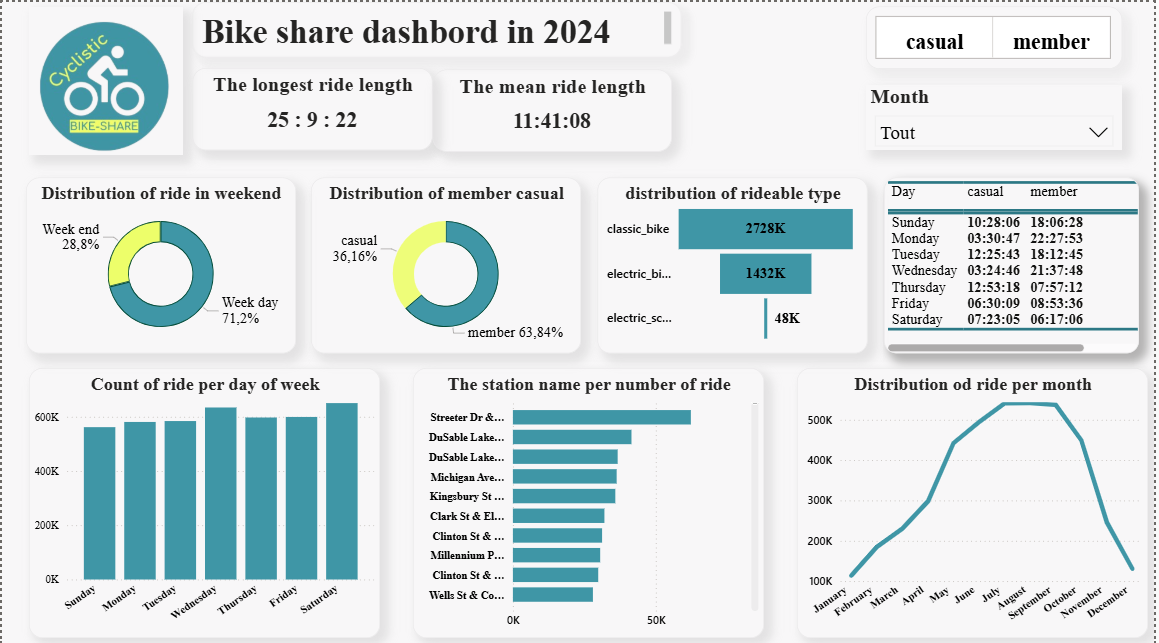 Cyclistic
BIKE-SHARE
Bike share dashbord in 2024
casual member
The longest ride length
25 : 9 : 22
The mean ride length
11:41:08
Month
Tout
Distribution of ride in weekend
Week end
28,8%
Week day
71,2%
Distribution of member casual
casual
36,16%
member 63,84%
distribution of rideable type
classic_bike 2728K
electric_bi... 1432K
electric_sc... 48K
Day casual member
Sunday 10:28:06 18:06:28
Monday 03:30:47 22:27:53
Tuesday 12:25:43 18:12:45
Wednesday 03:24:46 21:37:48
Thursday 12:53:18 07:57:12
Friday 06:30:09 08:53:36
Saturday 07:23:05 06:17:06
Count of ride per day of week
600K
400K
200K
0K
Sunday Monday Tuesday Wednesday Thursday Friday Saturday
The station name per number of ride
Streeter Dr &...
DuSable Lake...
DuSable Lake...
Michigan Ave...
Kingsbury St ...
Clark St & El...
Clinton St & ...
Millennium P...
Clinton St & ...
Wells St & Co...
0K 50K
Distribution od ride per month
500K
400K
300K
200K
100K
January February March April May June July August September October November December